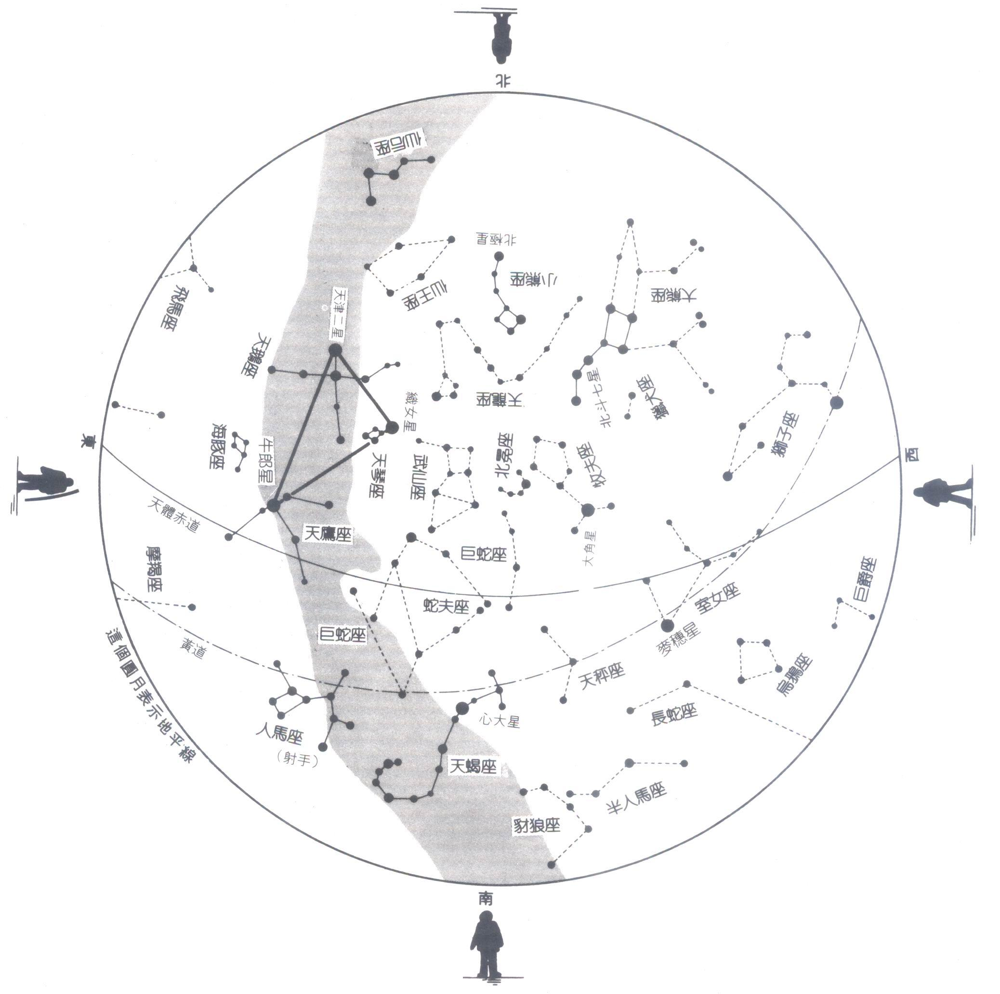 北
仙后座
北極星
小熊座
仙王座
大熊座
飛馬座
天津二星
天鵝座
織女星
天龍座
北斗七星
獵犬座
獅子座
東
海豚座
牛郎星
天琴座
武仙座
北冕座
牧夫座
西
天體赤道
天鷹座
巨蛇座
大角星
摩羯座
蛇夫座
室女座
巨爵座
巨蛇座
麥穗星
黃道
天秤座
烏鴉座
這個圓月表示地平線
人馬座
(射手)
心大星
長蛇座
天蝎座
半人馬座
豺狼座
南